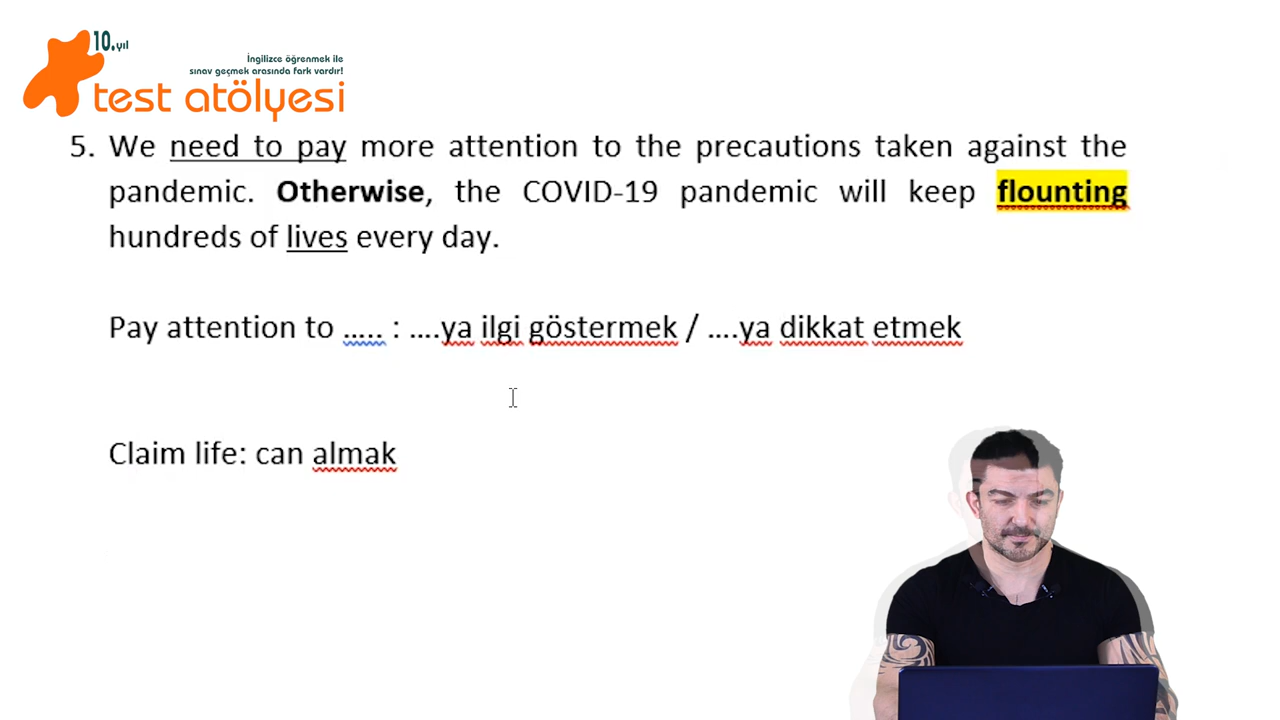 10.yıl
İngilizce öğrenmek ile
sınav geçmek arasında fark vardır!
test atölyesi
5. We need to pay more attention to the precautions taken against the
pandemic. Otherwise, the COVID-19 pandemic will keep flounting
hundreds of lives every day.
Pay attention to ..... : ....ya ilgi göstermek / ....ya dikkat etmek
Claim life: can almak